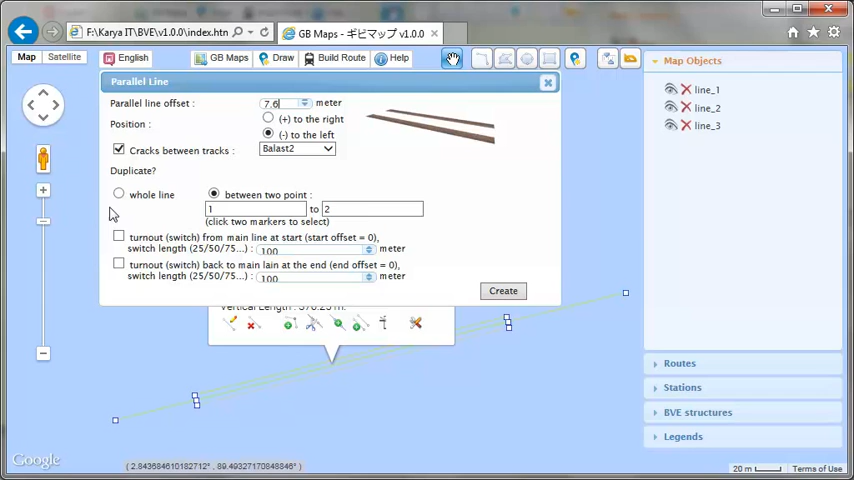 F:\Karya IT\BVE\v1.0.0\index.htn
GB Maps - ギビマップ v1.0.0
Map
Satellite
English
GB Maps
Draw
Build Route
Help
Map Objects
line_1
line_2
line_3
Parallel Line
Parallel line offset :
7.6
meter
Position :
(+) to the right
(-) to the left
Cracks between tracks :
Balast2
Duplicate?
whole line
between two point :
1
to
2
(click two markers to select)
turnout (switch) from main line at start (start offset = 0),
switch length (25/50/75...) :
100
meter
turnout (switch) back to main lain at the end (end offset = 0),
switch length (25/50/75...) :
100
meter
Create
Routes
Stations
BVE structures
Legends
Google
( 2.843684610182712°, 89.49327170848846° )
20 m
Terms of Use